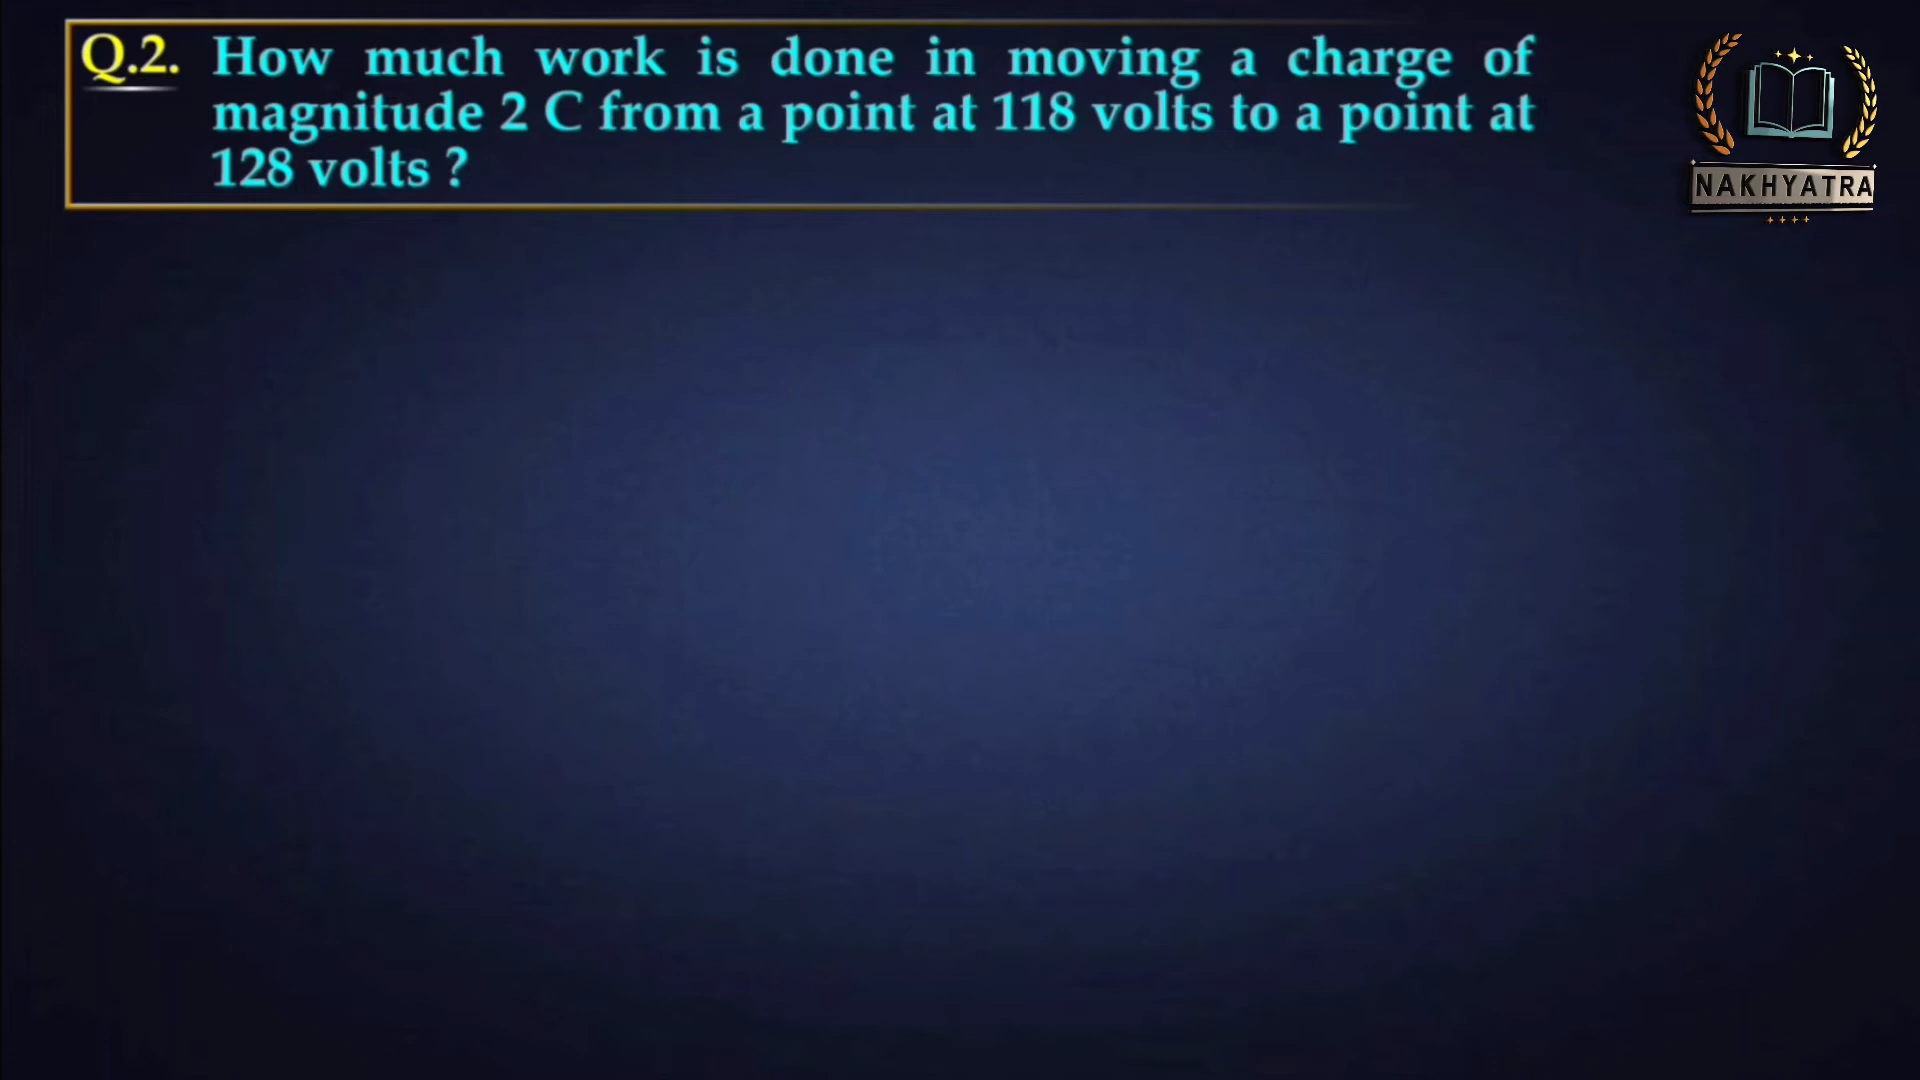 Q.2. How much work is done in moving a charge of
magnitude 2 C from a point at 118 volts to a point at
128 volts ?
NAKHYATRA